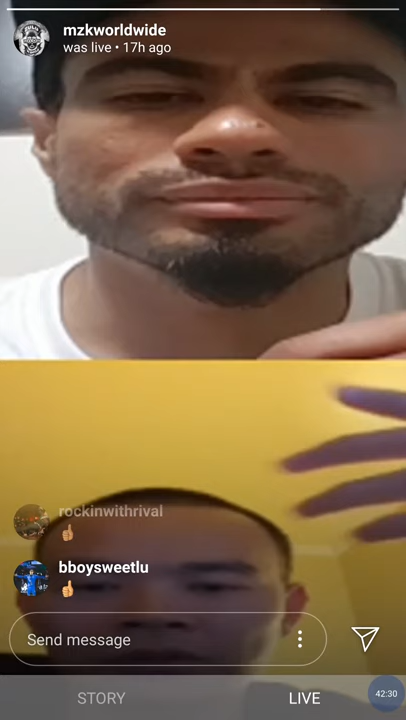 mzkworldwide
was live • 17h ago
rockinwithrival
👍🏽
bboysweetlu
👍🏽
Send message
STORY
LIVE
42:30